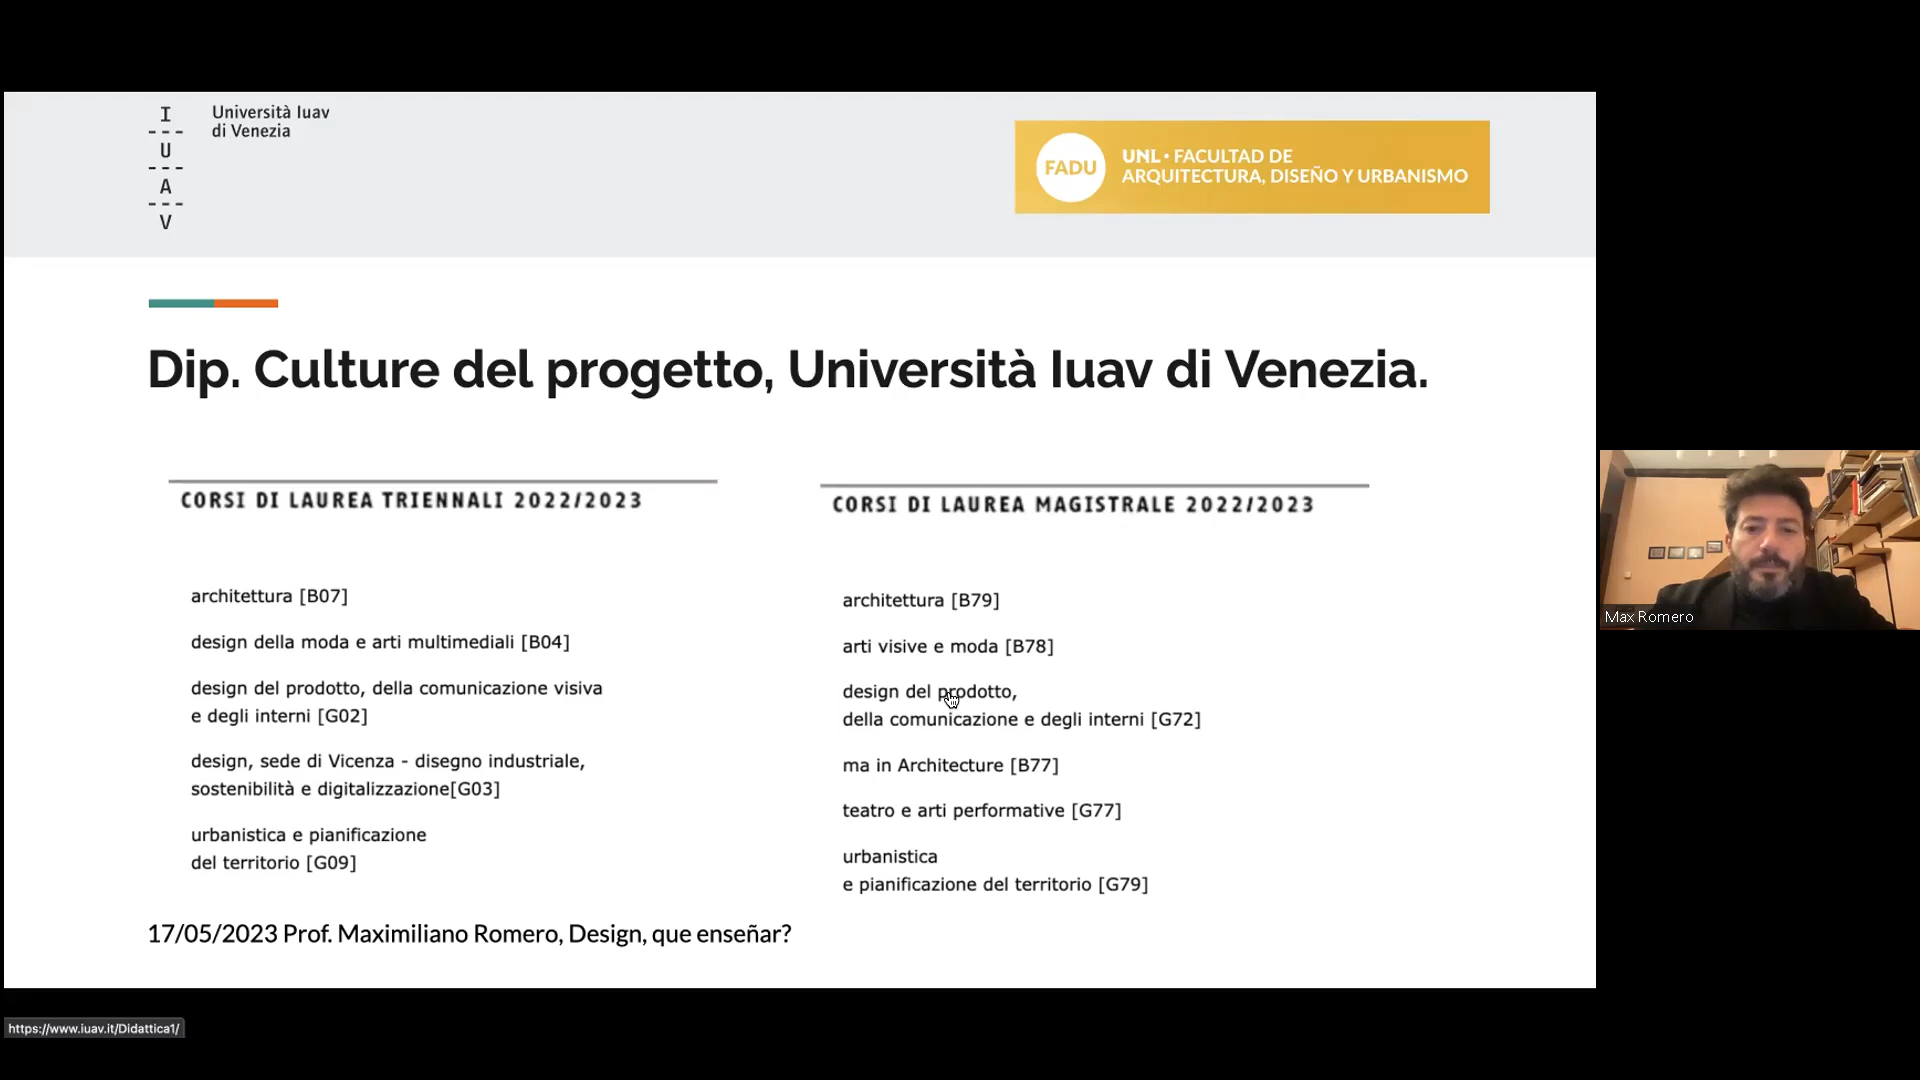 I
U
A
V
Università Iuav
di Venezia
FADU
UNL • FACULTAD DE
ARQUITECTURA, DISEÑO Y URBANISMO
Dip. Culture del progetto, Università Iuav di Venezia.
CORSI DI LAUREA TRIENNALI 2022/2023
architettura [B07]
design della moda e arti multimediali [B04]
design del prodotto, della comunicazione visiva
e degli interni [G02]
design, sede di Vicenza - disegno industriale,
sostenibilità e digitalizzazione[G03]
urbanistica e pianificazione
del territorio [G09]
CORSI DI LAUREA MAGISTRALE 2022/2023
architettura [B79]
arti visive e moda [B78]
design del prodotto,
della comunicazione e degli interni [G72]
ma in Architecture [B77]
teatro e arti performative [G77]
urbanistica
e pianificazione del territorio [G79]
17/05/2023 Prof. Maximiliano Romero, Design, que enseñar?
Max Romero
https://www.iuav.it/Didattica1/